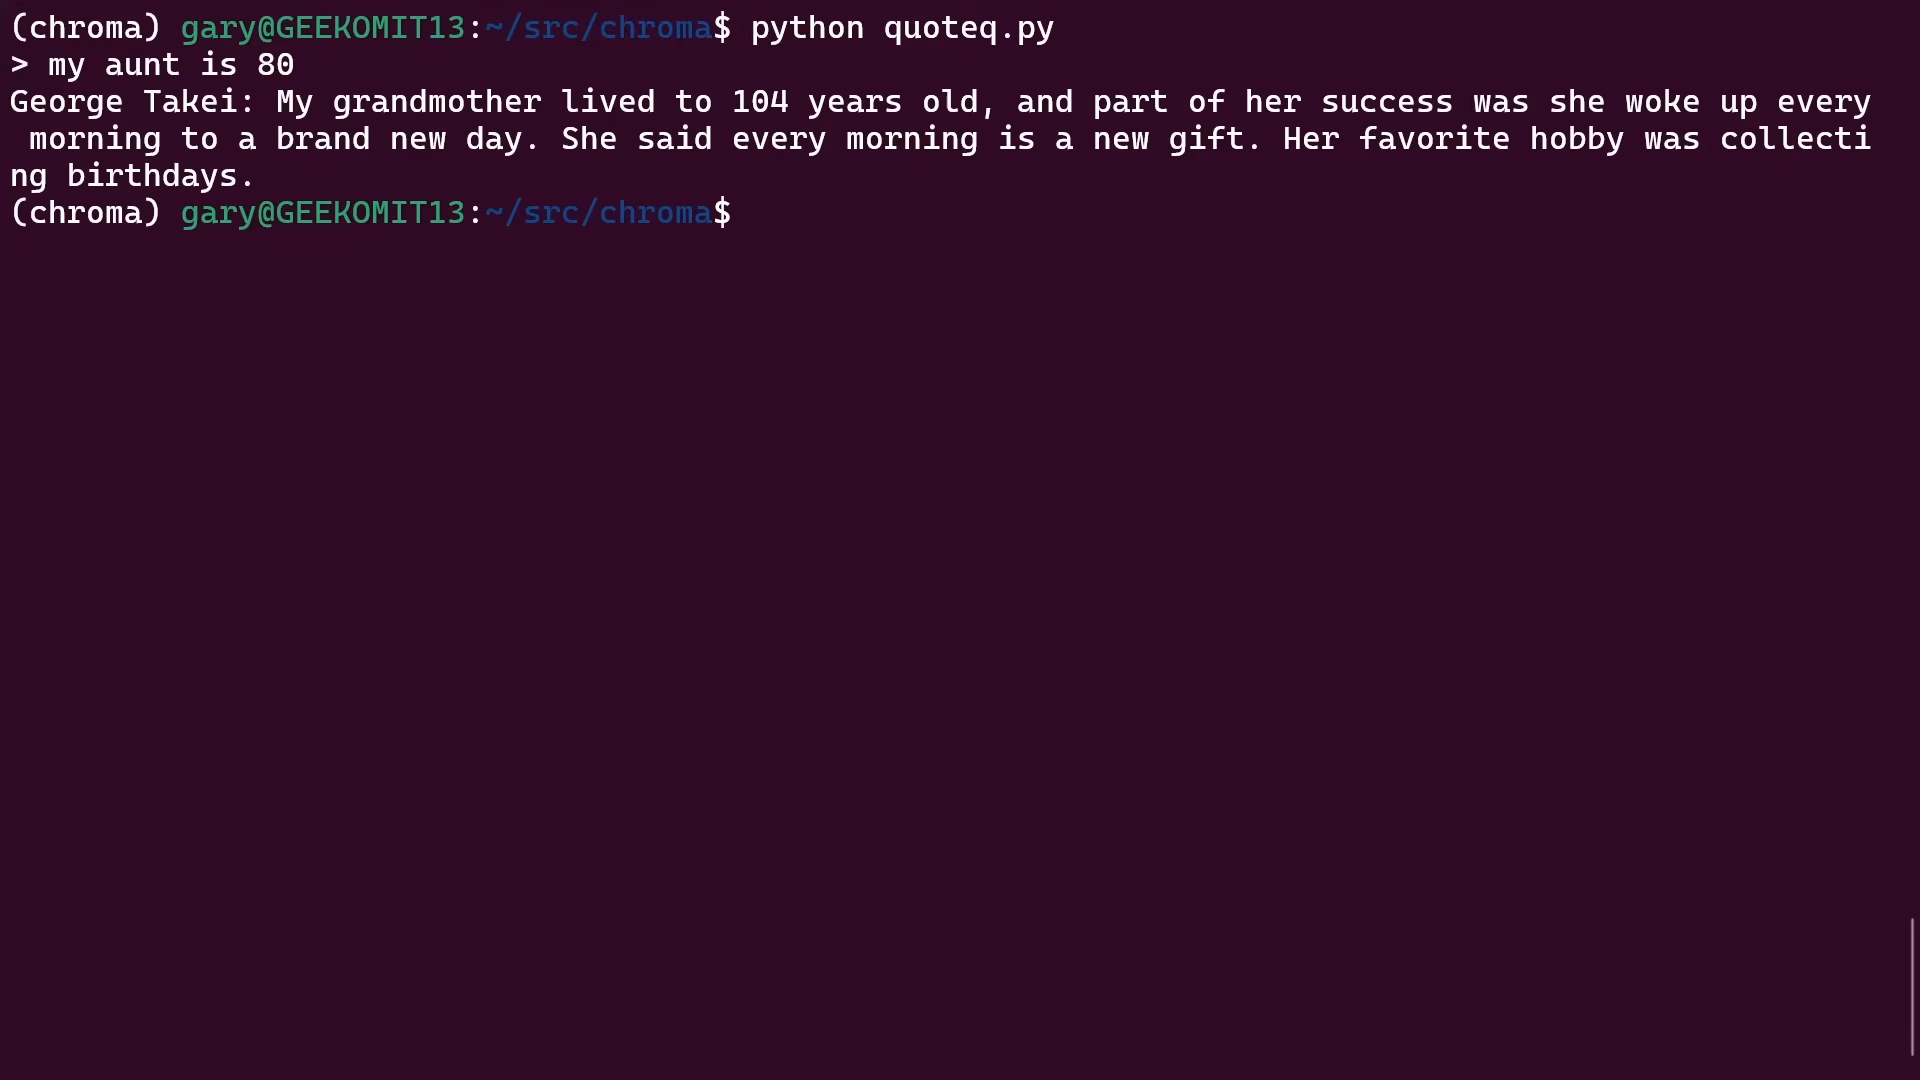 (chroma) gary@GEEKOMIT13:~/src/chroma$ python quoteq.py
> my aunt is 80
George Takei: My grandmother lived to 104 years old, and part of her success was she woke up every
 morning to a brand new day. She said every morning is a new gift. Her favorite hobby was collecti
ng birthdays.
(chroma) gary@GEEKOMIT13:~/src/chroma$